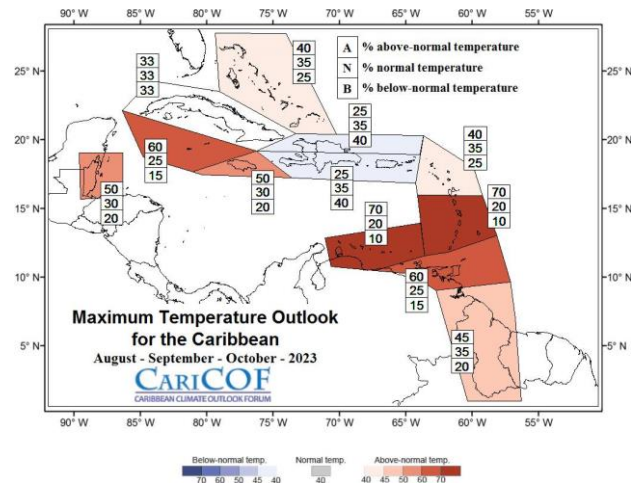 90° W 85° W 80° W 75° W 70° W 65° W 60° W 55° W
25° N
20° N
15° N
10° N
5° N
25° N
20° N
15° N
10° N
5° N
A % above-normal temperature
N % normal temperature
B % below-normal temperature
33
33
33
40
35
25
25
35
40
40
35
25
60
25
15
50
30
20
50
30
20
25
35
40
70
20
10
70
20
10
60
25
15
45
35
20
Maximum Temperature Outlook
for the Caribbean
August - September - October - 2023
CARICOF
CARIBBEAN CLIMATE OUTLOOK FORUM
90° W 85° W 80° W 75° W 70° W 65° W 60° W 55° W
Below-normal temp. Normal temp. Above-normal temp.
70 60 50 45 40 40 40 45 50 60 70